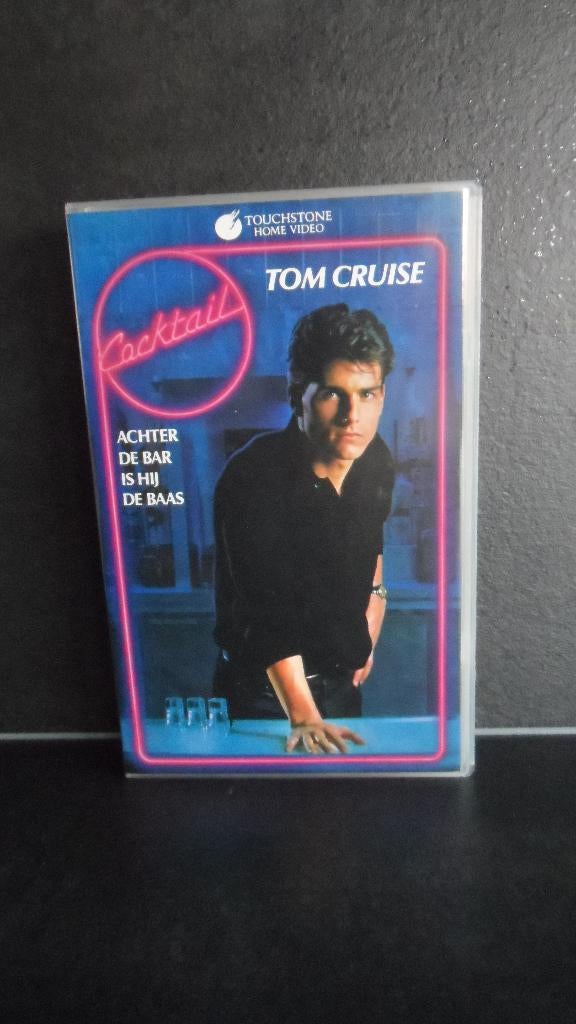 TOUCHSTONE
HOME VIDEO
TOM CRUISE
Cocktail
ACHTER
DE BAR
IS HIJ
DE BAAS